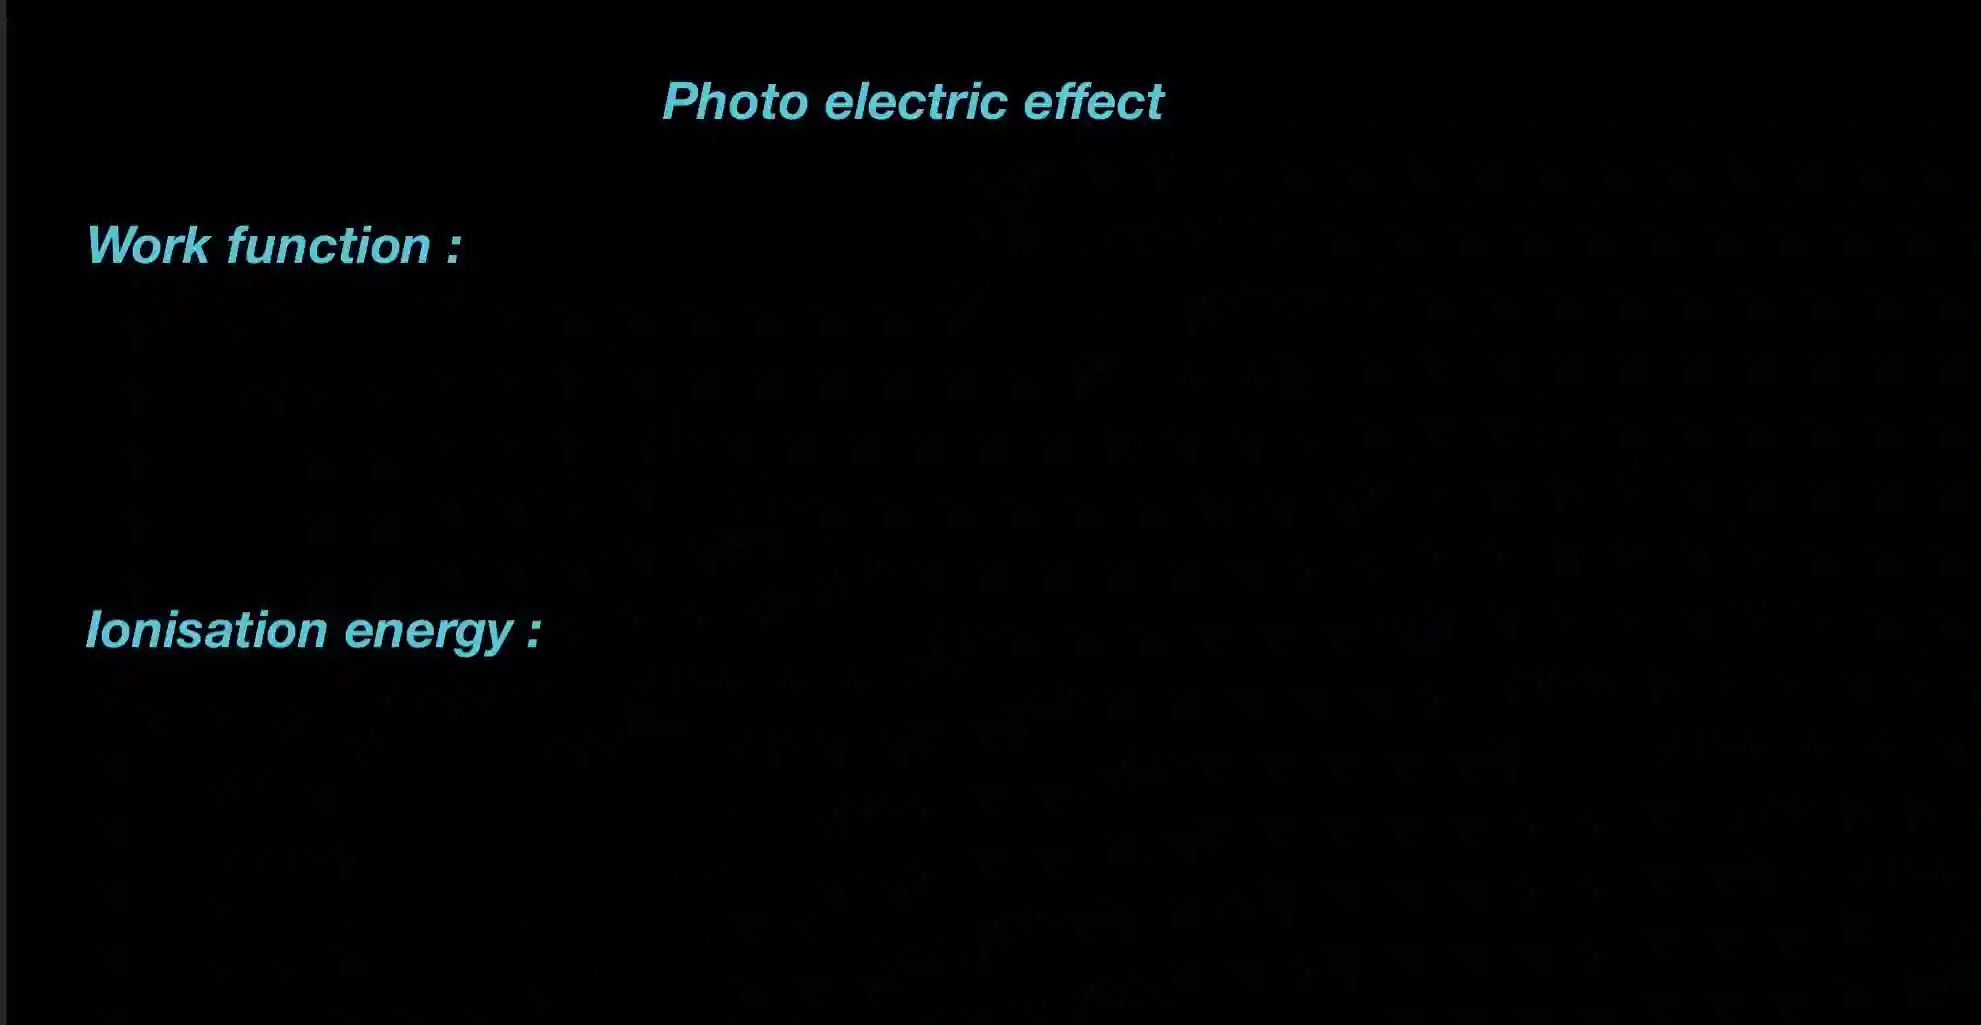 Photo electric effect
Work function :
Ionisation energy :